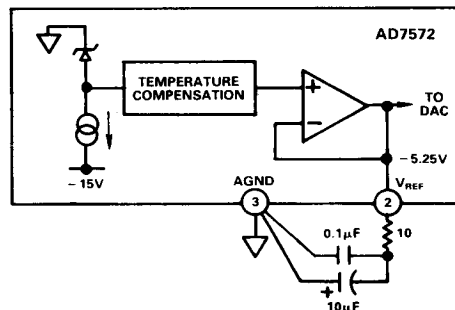 AD7572
TEMPERATURE
COMPENSATION
+
−
TO
DAC
−5.25V
−15V
AGND
VREF
3
2
10
0.1µF
+
10µF